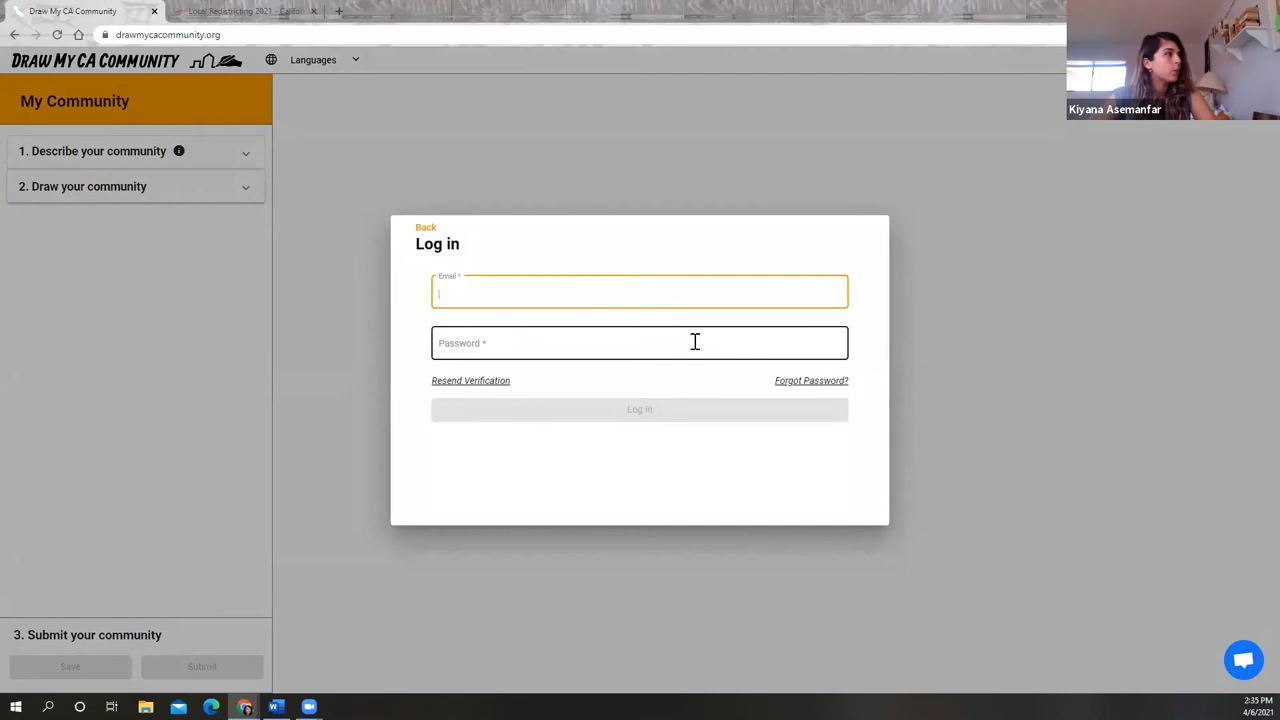 Draw My CA Community
Local Redistricting 2021 - Californ
drawmycacommunity.org
DRAW MY CA COMMUNITY
Languages
Kiyana Asemanfar
My Community
1. Describe your community
2. Draw your community
Back
Log in
Email *
Password *
Resend Verification
Forgot Password?
Log in
3. Submit your community
Save
Submit
2:35 PM
4/6/2021